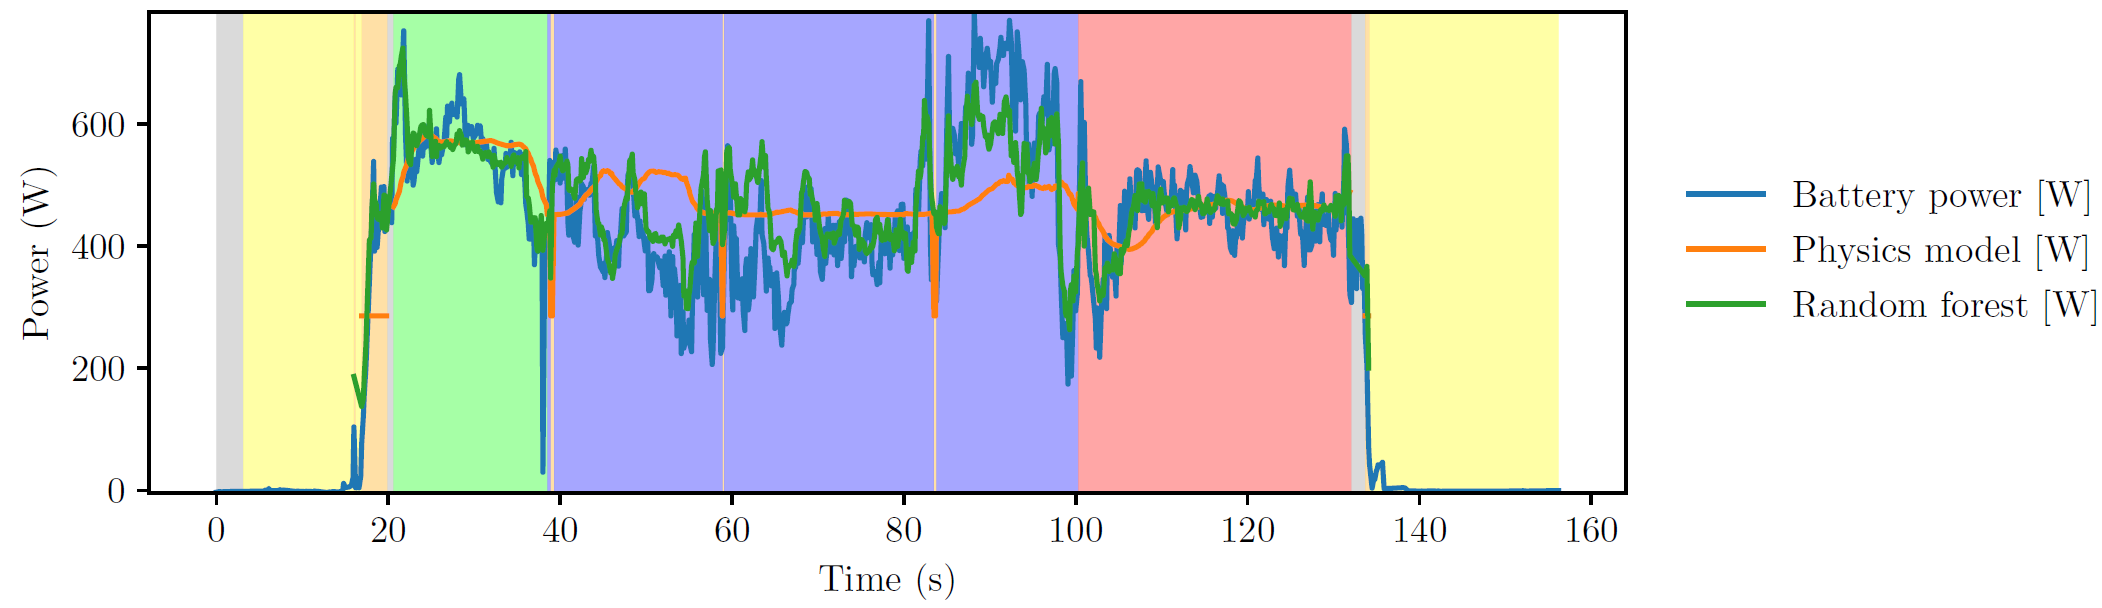 Power (W)
600
400
200
0
0 20 40 60 80 100 120 140 160
Time (s)
Battery power [W]
Physics model [W]
Random forest [W]